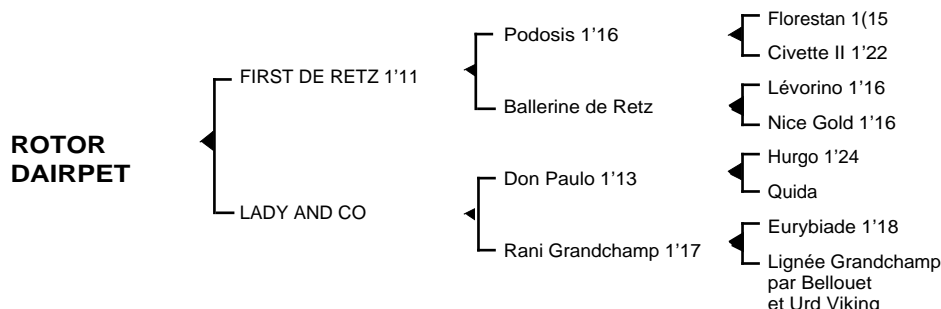 Florestan 1(15
Podosis 1'16
Civette II 1'22
FIRST DE RETZ 1'11
Lévorino 1'16
Ballerine de Retz
Nice Gold 1'16
ROTOR
DAIRPET
Hurgo 1'24
Don Paulo 1'13
Quida
LADY AND CO
Eurybiade 1'18
Rani Grandchamp 1'17
Lignée Grandchamp
par Bellouet
et Urd Viking